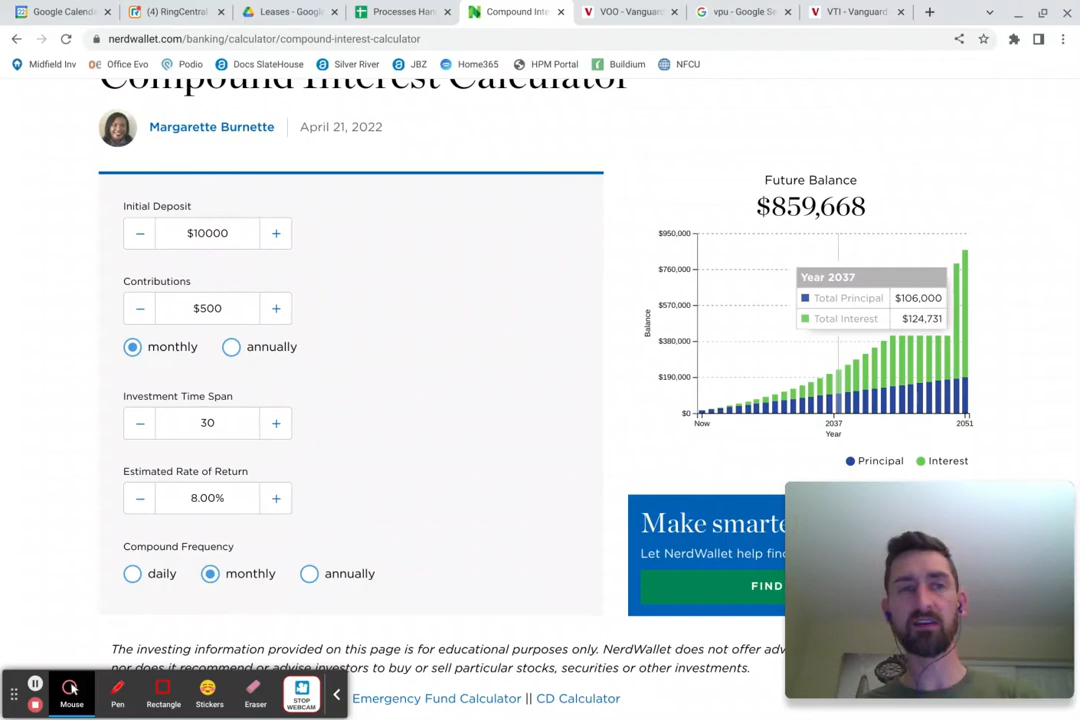 Google Calenda
(4) RingCentral
Leases - Google
Processes Han
Compound Inte
VOO – Vanguar
vpu - Google Se
VTI – Vanguard
nerdwallet.com/banking/calculator/compound-interest-calculator
Midfield Inv
Office Evo
Podio
Docs SlateHouse
Silver River
JBZ
Home365
HPM Portal
Buildium
NFCU
Compound Interest Calculator
Margarette Burnette
April 21, 2022
Initial Deposit
− $10000 +
Contributions
− $500 +
monthly annually
Investment Time Span
− 30 +
Estimated Rate of Return
− 8.00% +
Compound Frequency
daily monthly annually
Future Balance
$859,668
$950,000
$760,000
$570,000
$380,000
$190,000
$0
Balance
Year 2037
Total Principal $106,000
Total Interest $124,731
Now 2037 2051
Year
Principal Interest
Make smarte
Let NerdWallet help find
FIND
The investing information provided on this page is for educational purposes only. NerdWallet does not offer adv
nor does it recommend or advise investors to buy or sell particular stocks, securities or other investments.
Emergency Fund Calculator || CD Calculator
Mouse
Pen
Rectangle
Stickers
Eraser
STOP
WEBCAM